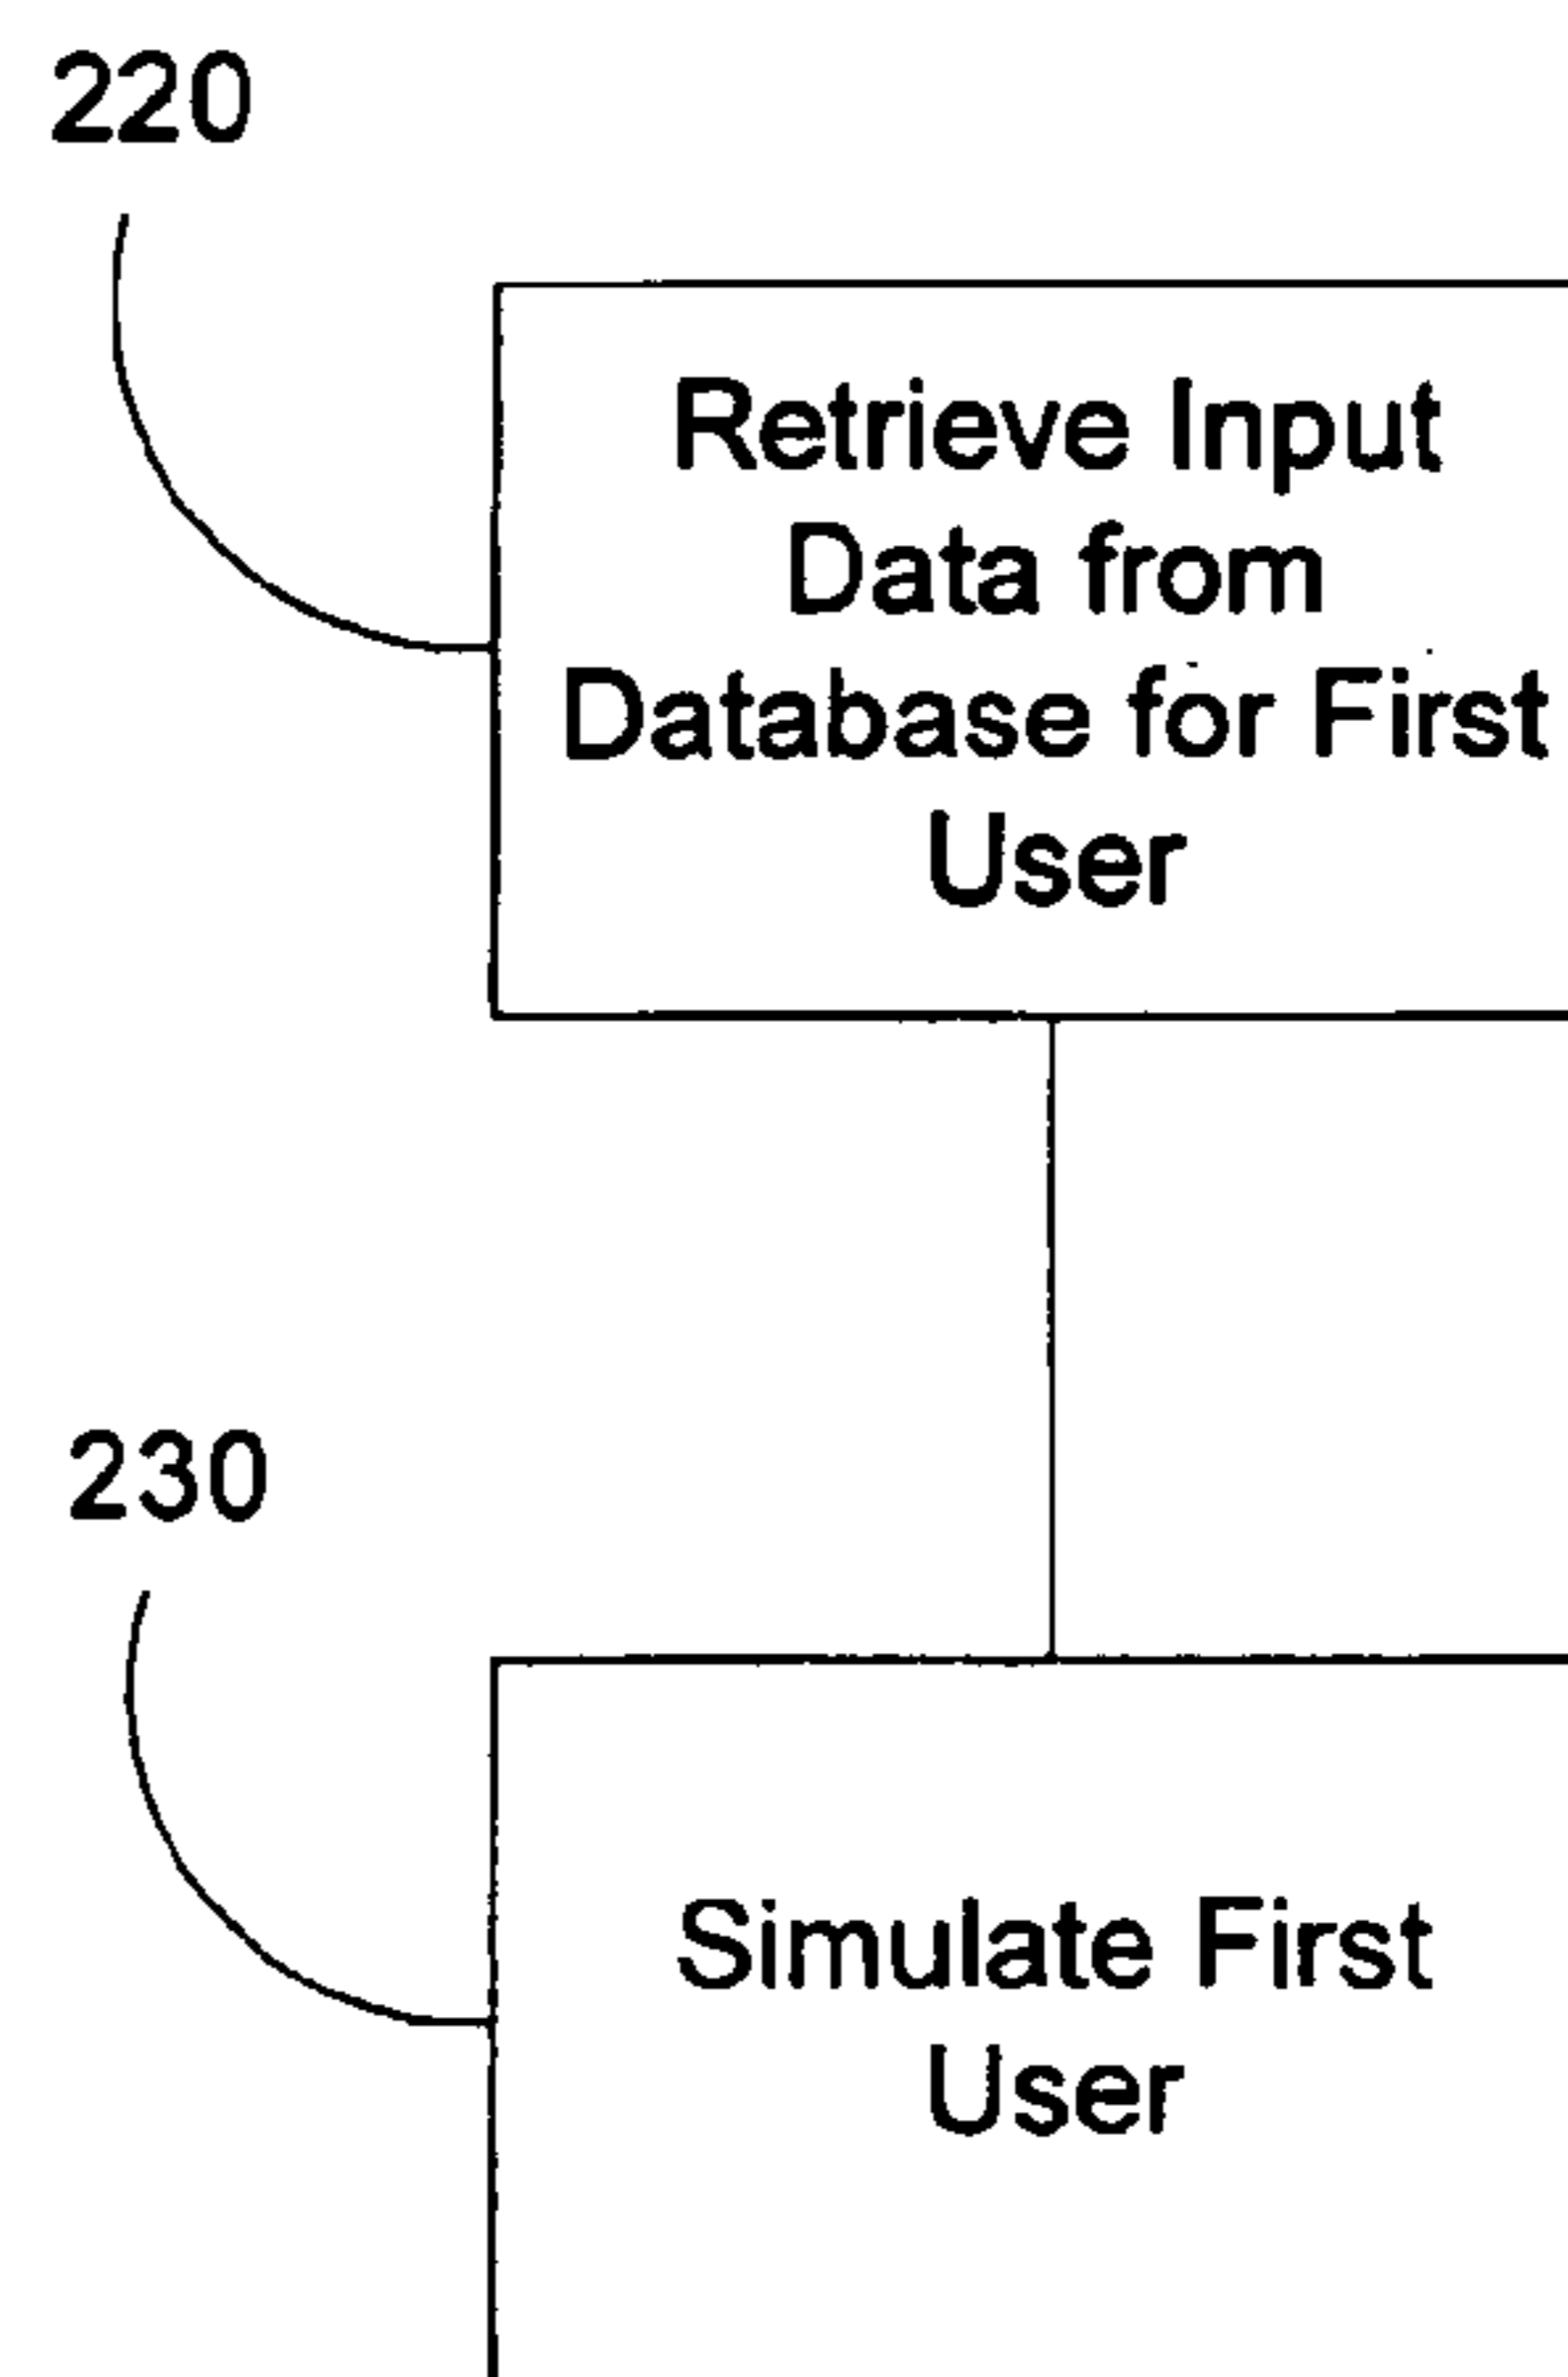 220
Retrieve Input
Data from
Database for First
User
230
Simulate First
User